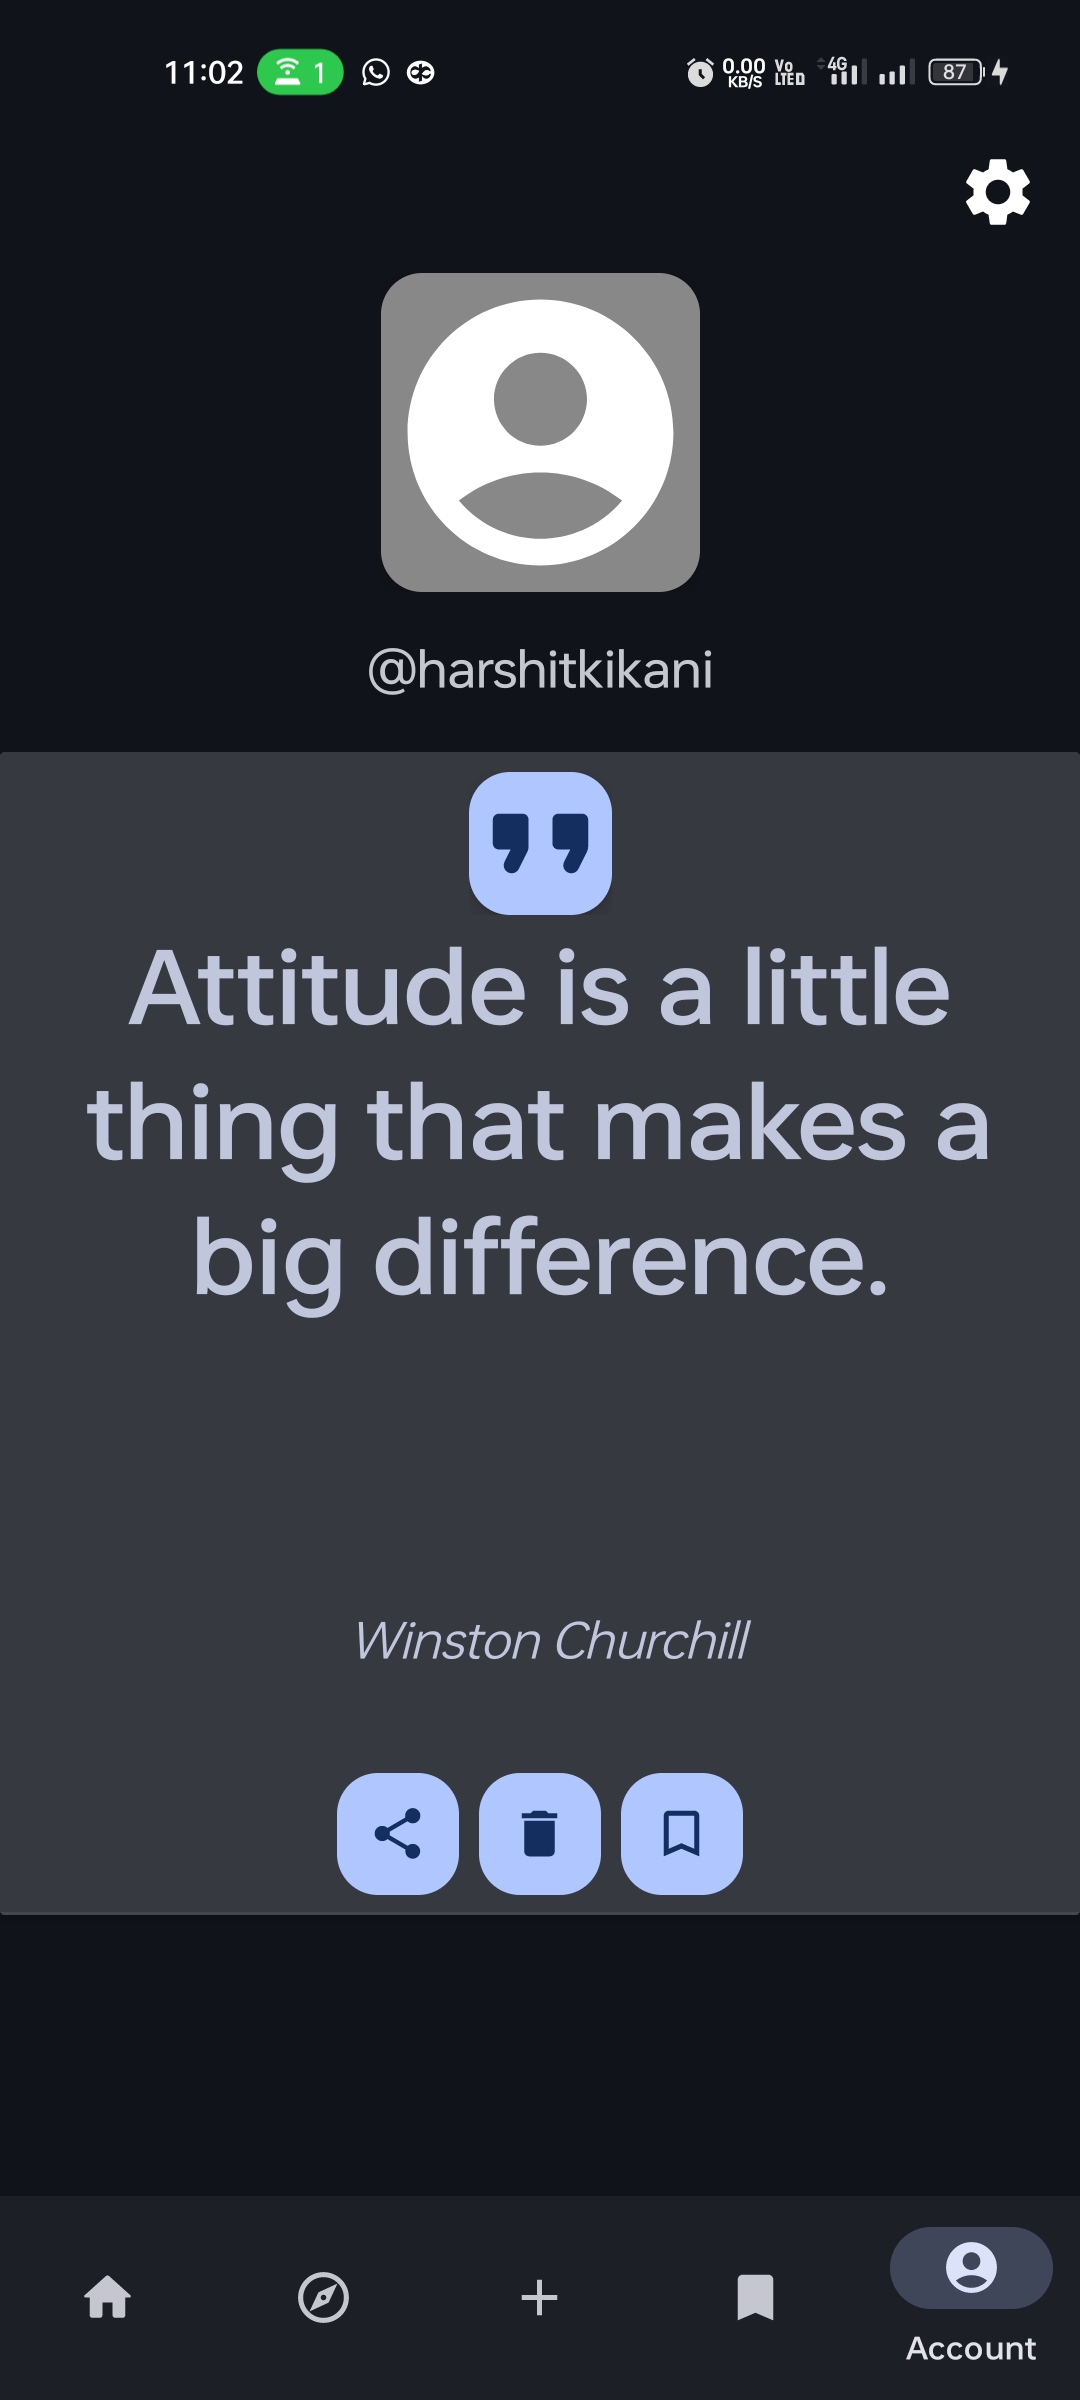 11:02 1 0.00 KB/S Vo LTE 4G 87
@harshitkikani
Attitude is a little
thing that makes a
big difference.
Winston Churchill
Account